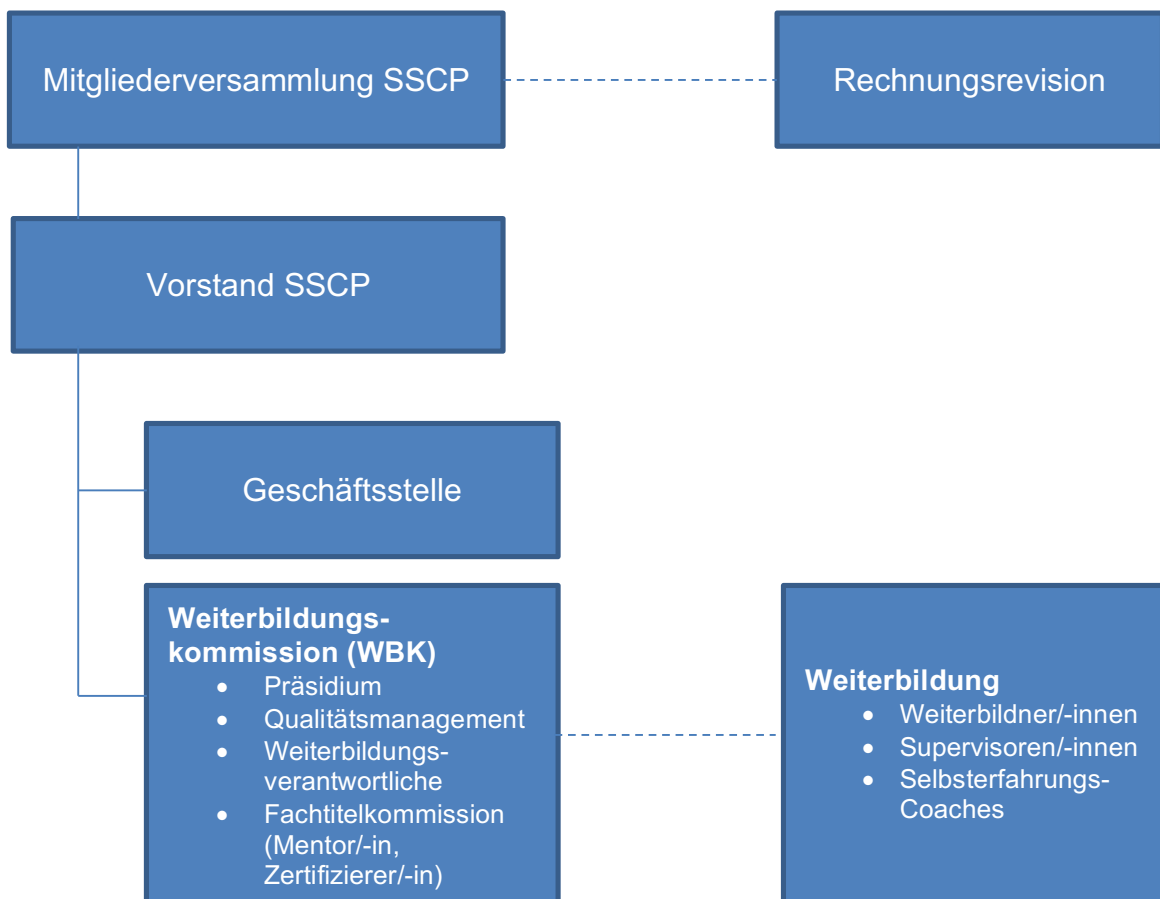 Mitgliederversammlung SSCP
Rechnungsrevision
Vorstand SSCP
Geschäftsstelle
Weiterbildungs-
kommission (WBK)
• Präsidium
• Qualitätsmanagement
• Weiterbildungs-
verantwortliche
• Fachtitelkommission
(Mentor/-in,
Zertifizierer/-in)
Weiterbildung
• Weiterbildner/-innen
• Supervisoren/-innen
• Selbsterfahrungs-
Coaches